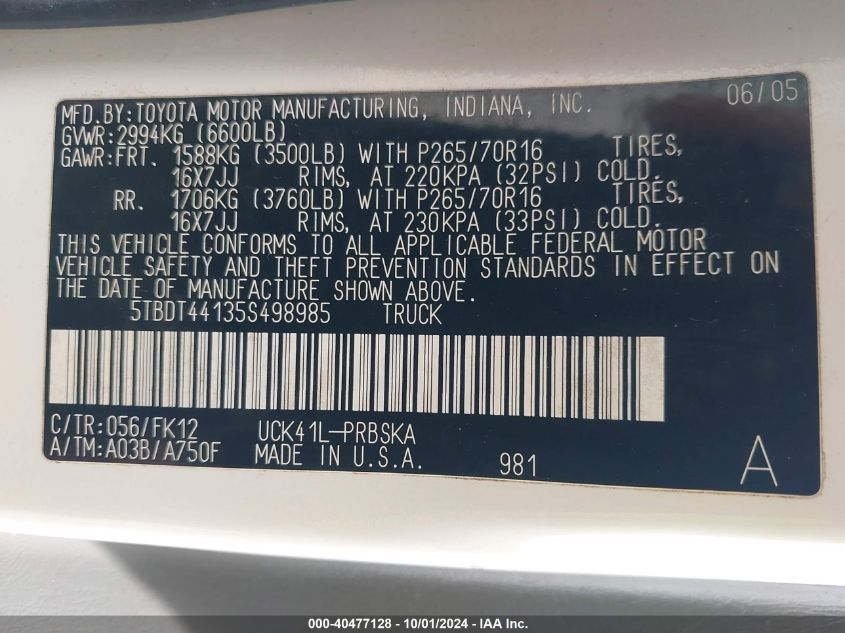 06/05
MFD.BY:TOYOTA MOTOR MANUFACTURING, INDIANA, INC.
GVWR:2994KG (6600LB)
GAWR:FRT. 1588KG (3500LB) WITH P265/70R16 TIRES,
16X7JJ RIMS, AT 220KPA (32PSI) COLD.
RR. 1706KG (3760LB) WITH P265/70R16 TIRES,
16X7JJ RIMS, AT 230KPA (33PSI) COLD.
THIS VEHICLE CONFORMS TO ALL APPLICABLE FEDERAL MOTOR
VEHICLE SAFETY AND THEFT PREVENTION STANDARDS IN EFFECT ON
THE DATE OF MANUFACTURE SHOWN ABOVE.
5TBDT44135S498985 TRUCK
C/TR:056/FK12 UCK41L-PRBSKA
A/TM:A03B/A750F MADE IN U.S.A. 981 A
000-40477128 - 10/01/2024 - IAA Inc.